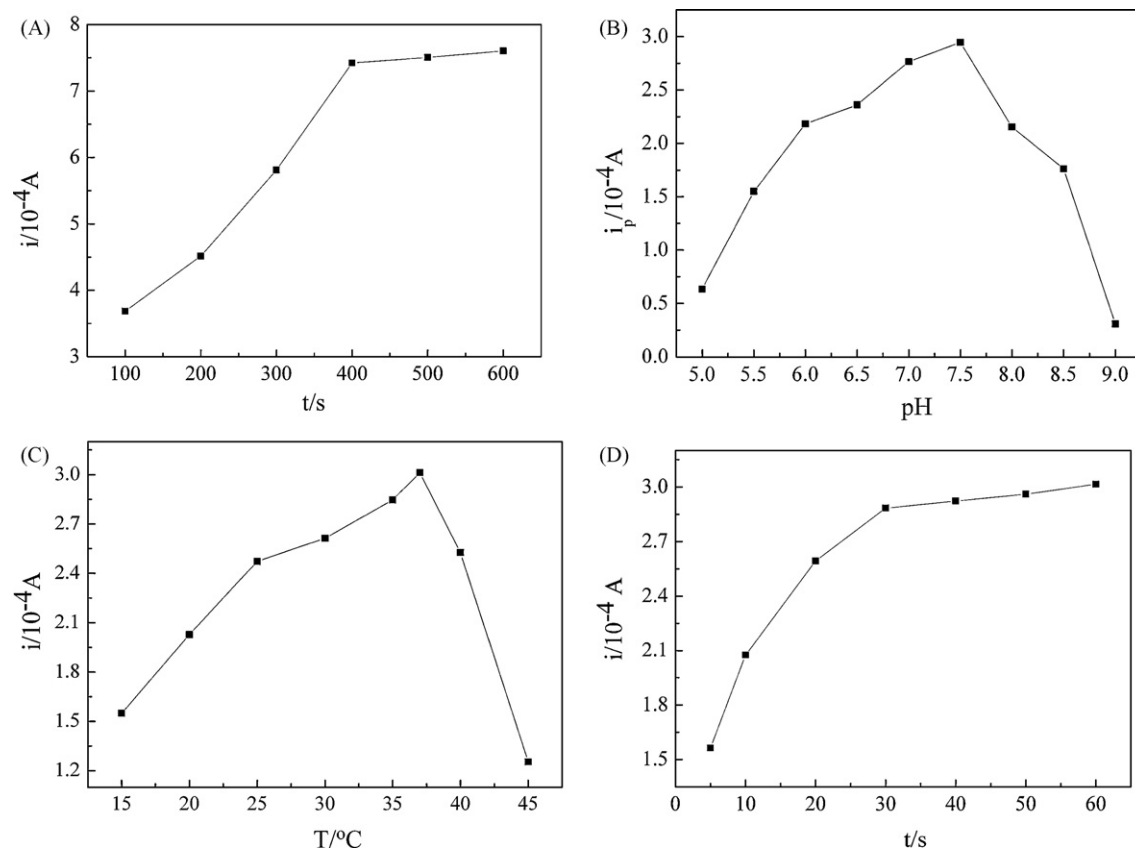 (A)
8
7
6
5
4
3
i/10⁻⁴A
100 200 300 400 500 600
t/s
(B)
3.0
2.5
2.0
1.5
1.0
0.5
0.0
iₚ/10⁻⁴A
5.0 5.5 6.0 6.5 7.0 7.5 8.0 8.5 9.0
pH
(C)
3.0
2.7
2.4
2.1
1.8
1.5
1.2
i/10⁻⁴A
15 20 25 30 35 40 45
T/ºC
(D)
3.0
2.7
2.4
2.1
1.8
1.5
i/10⁻⁴ A
0 10 20 30 40 50 60
t/s